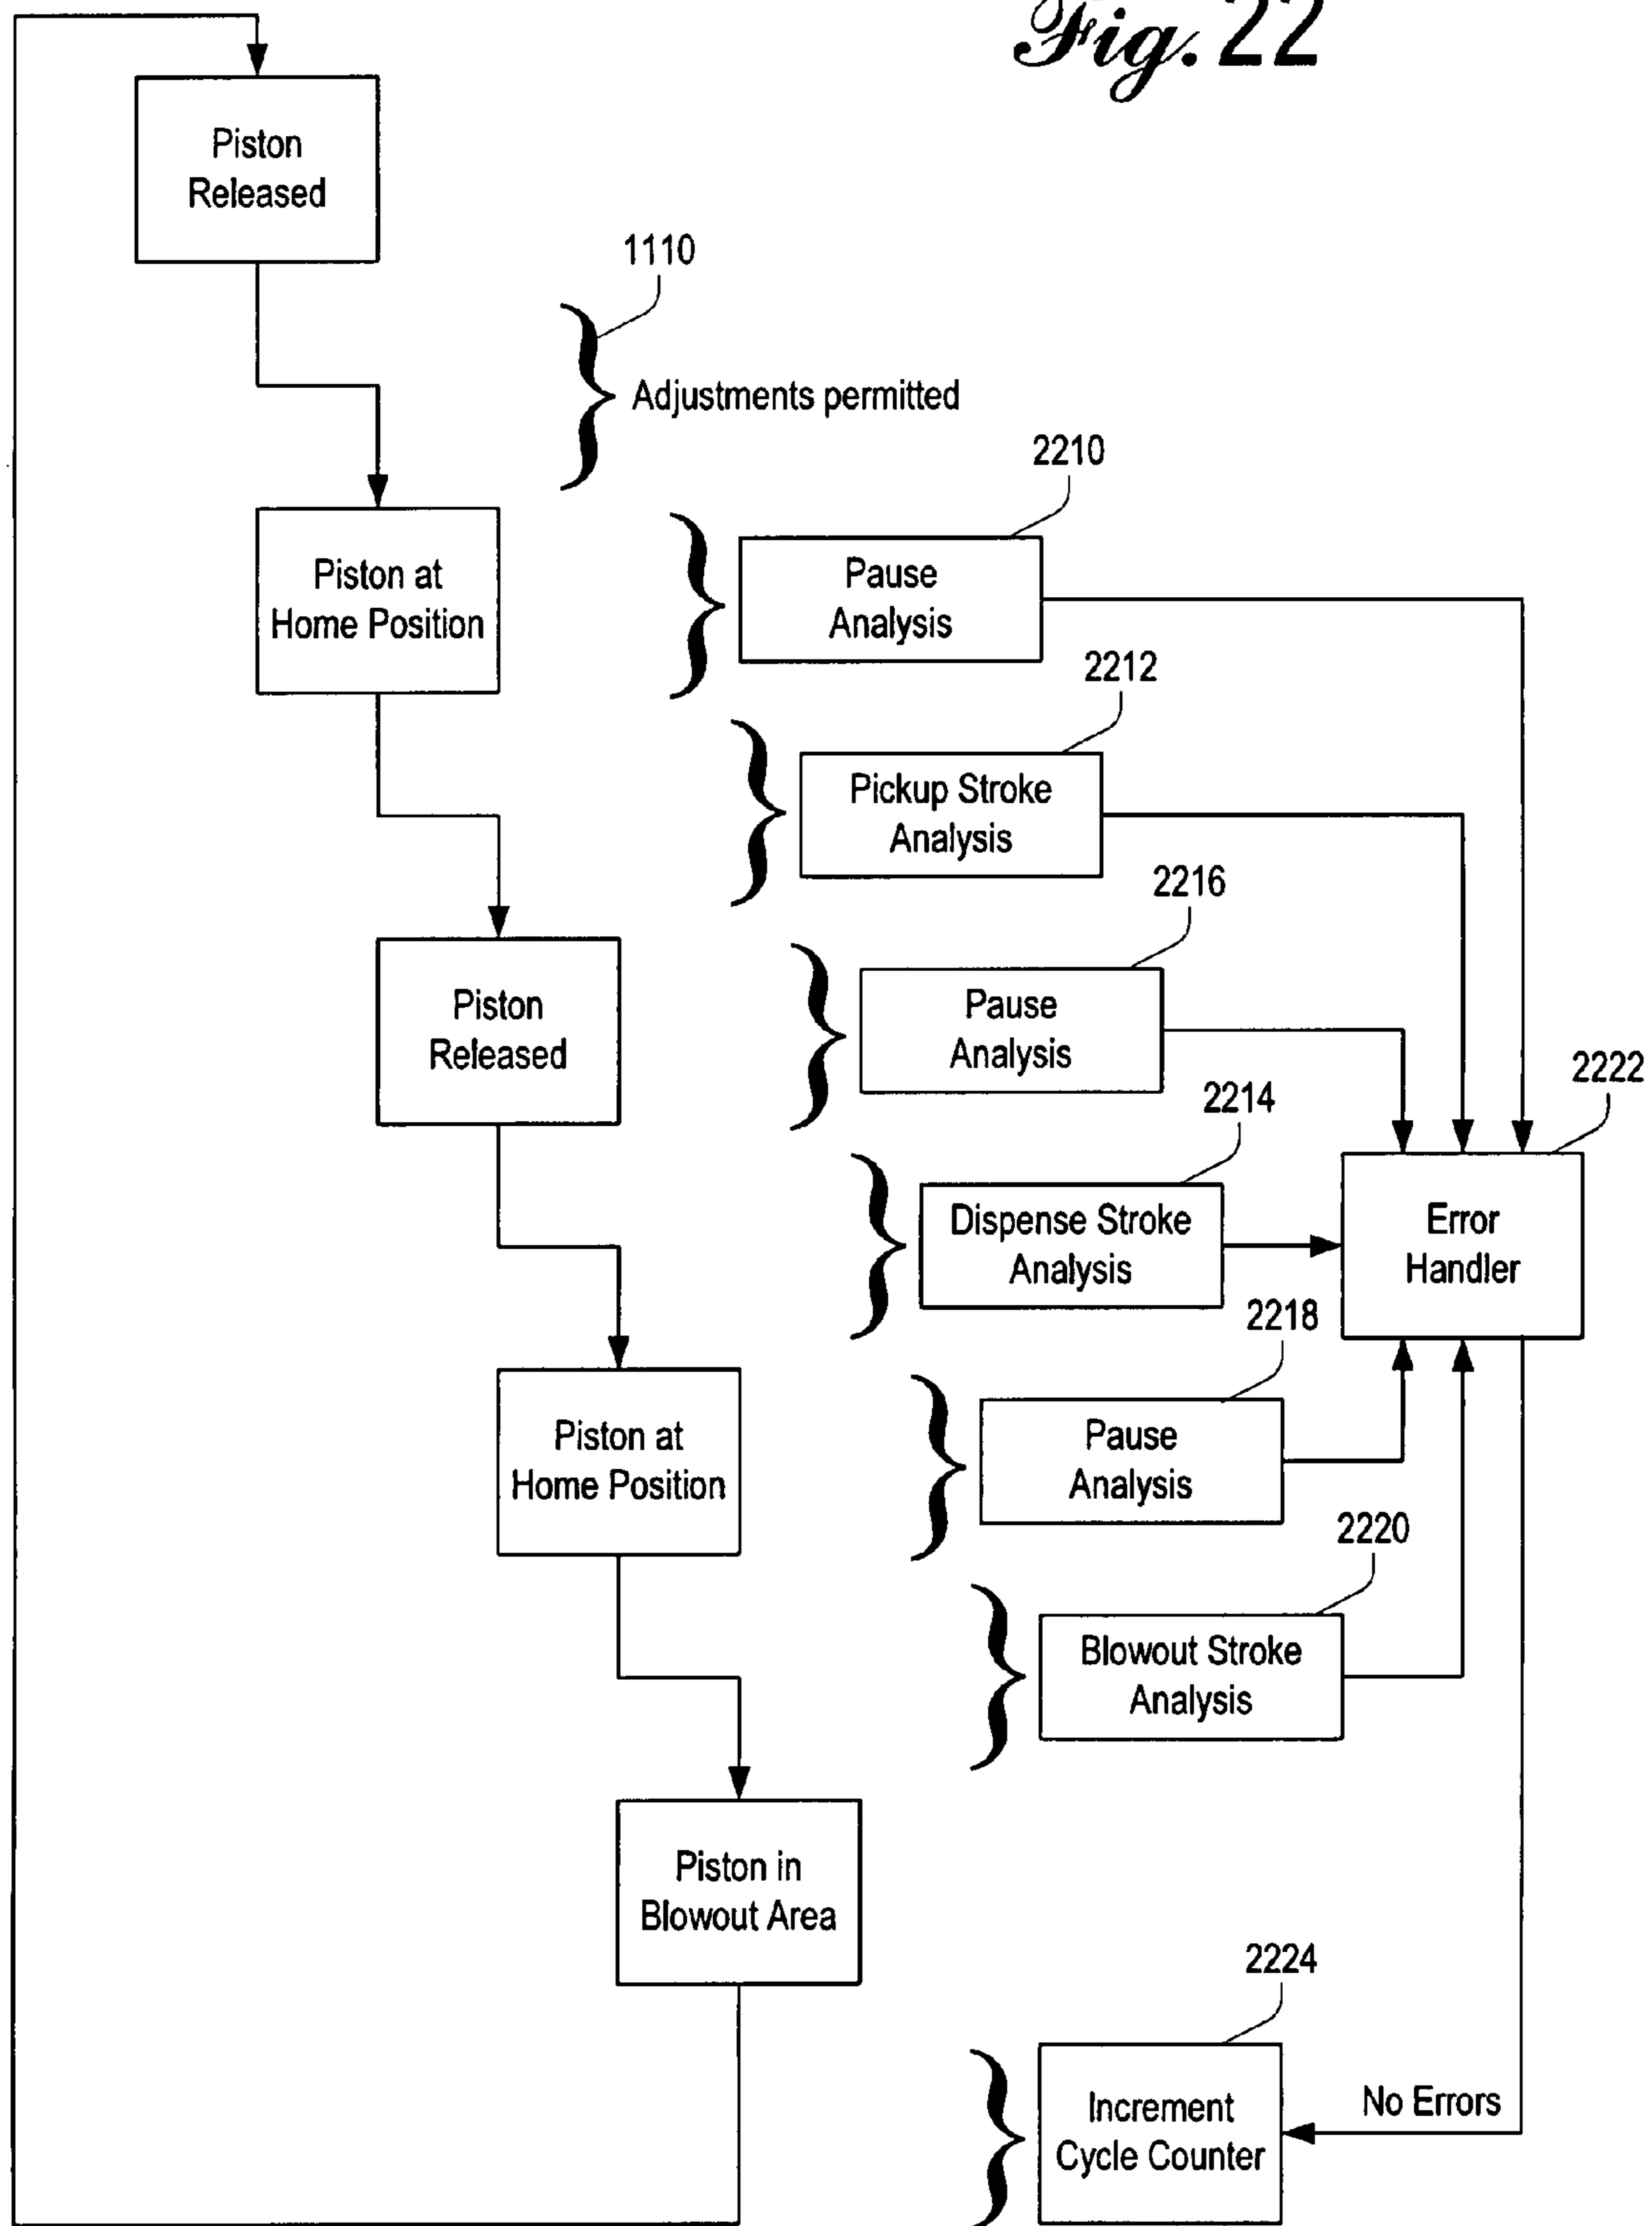 Fig. 22
Piston
Released
1110
Adjustments permitted
2210
Piston at
Home Position
Pause
Analysis
2212
Pickup Stroke
Analysis
2216
Piston
Released
Pause
Analysis
2222
2214
Dispense Stroke
Analysis
Error
Handler
2218
Piston at
Home Position
Pause
Analysis
2220
Blowout Stroke
Analysis
Piston in
Blowout Area
2224
Increment
Cycle Counter
No Errors